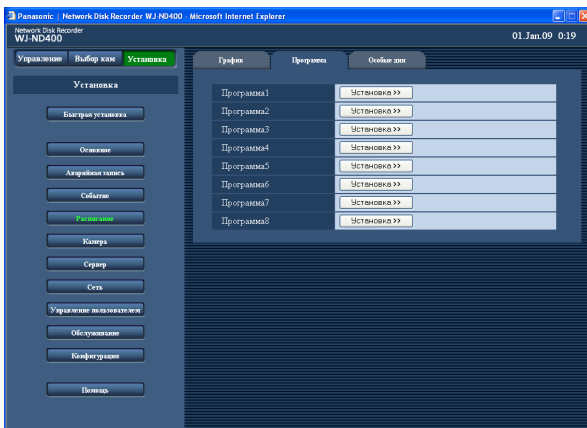 Panasonic | Network Disk Recorder WJ-ND400 - Microsoft Internet Explorer
Network Disk Recorder
WJ-ND400
01.Jan.09 0:19
Управление Выбор кам Установка
График Программа Особые дни
Установка
Быстрая установка
Основное
Аварийная запись
Событие
Расписание
Камера
Сервер
Сеть
Управление пользователем
Обслуживание
Конфигурация
Помощь
Программа1 Установка >>
Программа2 Установка >>
Программа3 Установка >>
Программа4 Установка >>
Программа5 Установка >>
Программа6 Установка >>
Программа7 Установка >>
Программа8 Установка >>